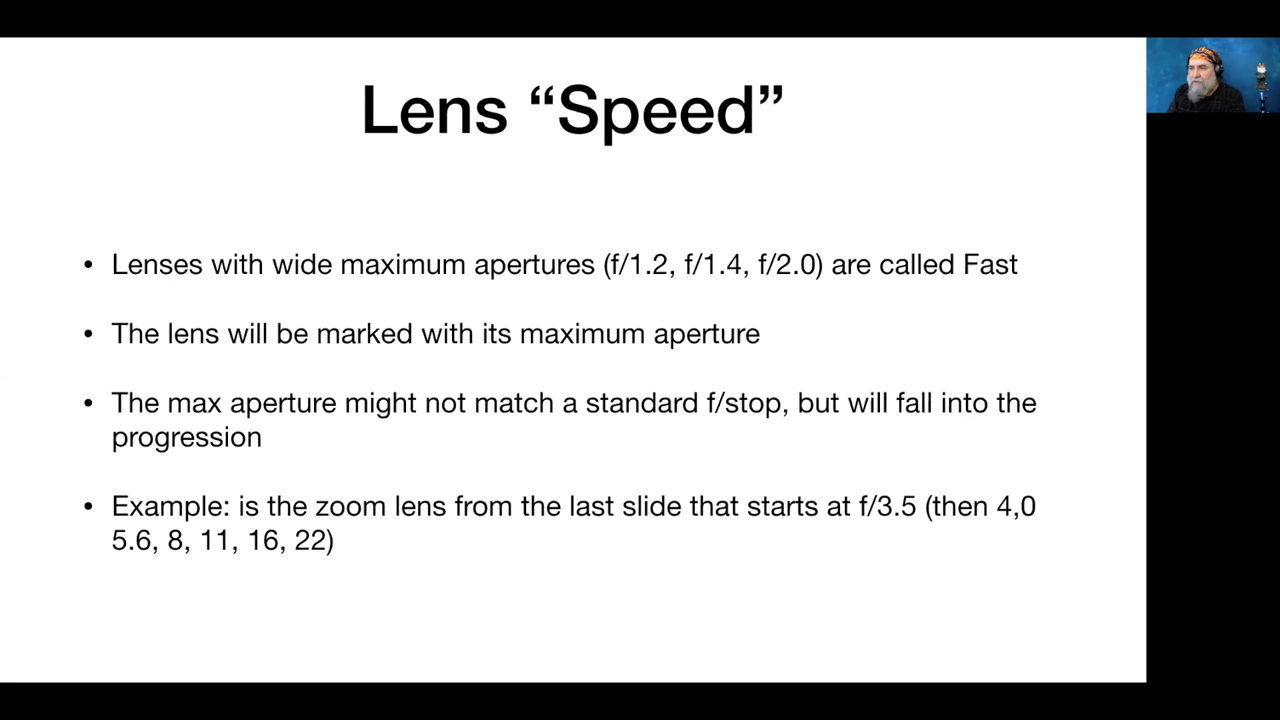 Lens “Speed”
• Lenses with wide maximum apertures (f/1.2, f/1.4, f/2.0) are called Fast
• The lens will be marked with its maximum aperture
• The max aperture might not match a standard f/stop, but will fall into the
progression
• Example: is the zoom lens from the last slide that starts at f/3.5 (then 4,0
5.6, 8, 11, 16, 22)